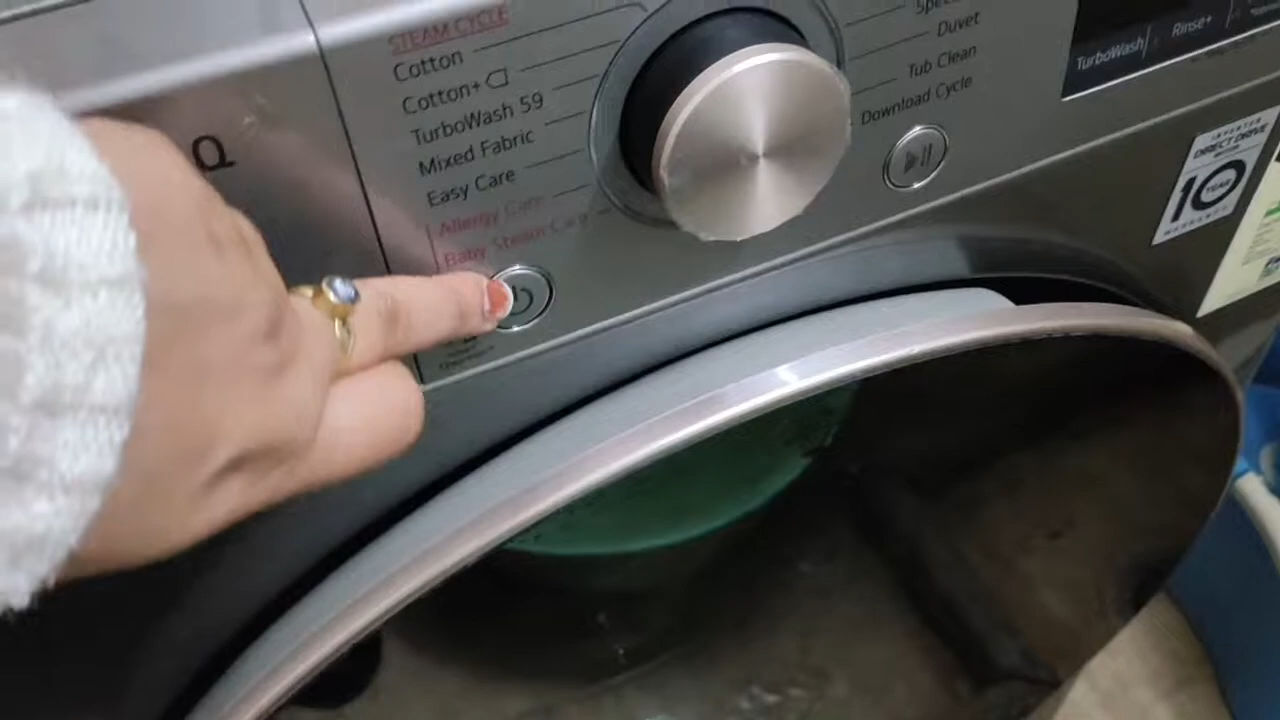 STEAM CYCLE
Cotton
Cotton+
TurboWash 59
Mixed Fabric
Easy Care
Allergy Care
Baby Steam Care
Duvet
Tub Clean
Download Cycle
TurboWash
Rinse+
INVERTER
DIRECT DRIVE
10 YEAR
WARRANTY